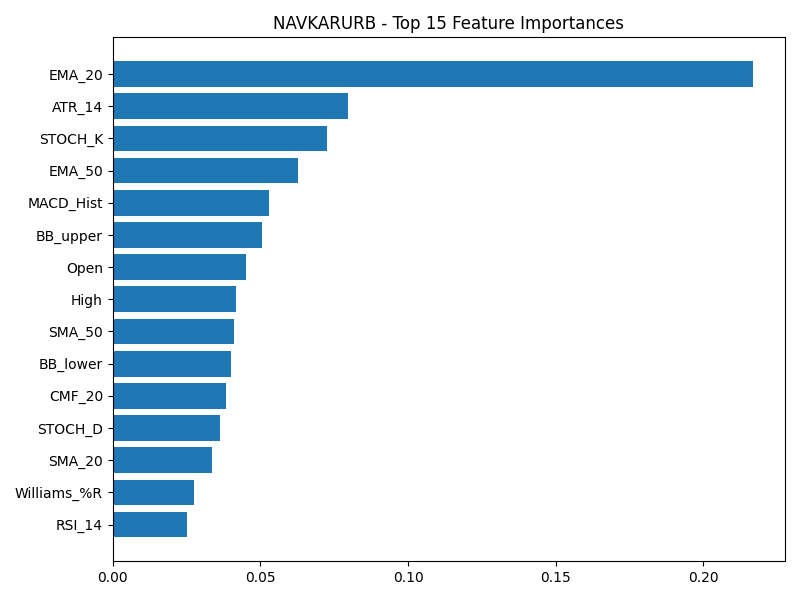 NAVKARURB - Top 15 Feature Importances
EMA_20
ATR_14
STOCH_K
EMA_50
MACD_Hist
BB_upper
Open
High
SMA_50
BB_lower
CMF_20
STOCH_D
SMA_20
Williams_%R
RSI_14
0.00 0.05 0.10 0.15 0.20